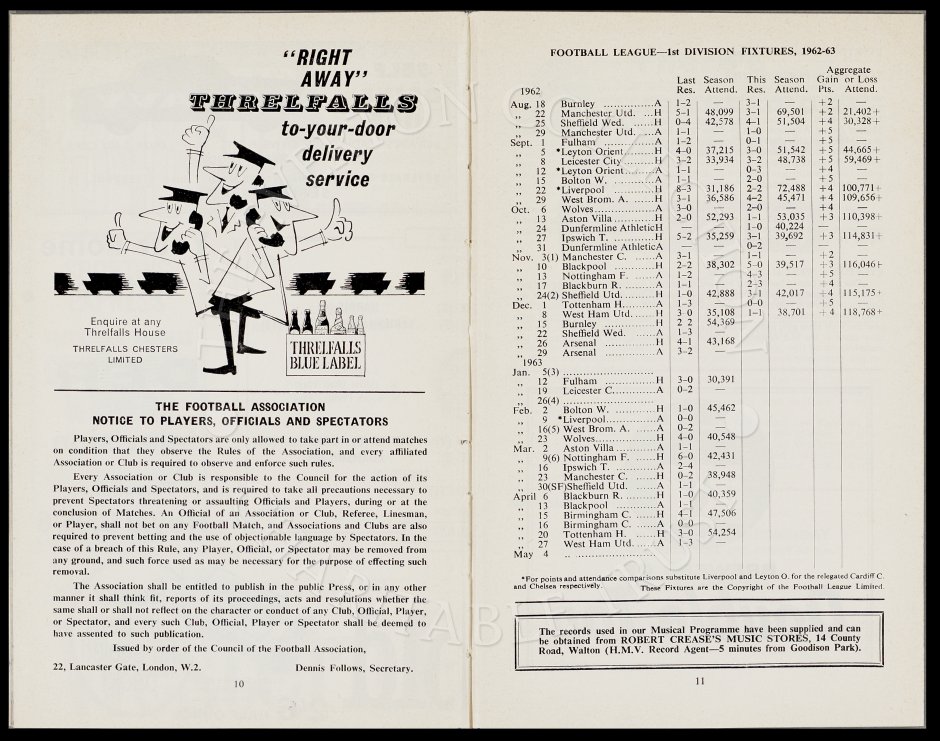 "RIGHT
AWAY"
THRELFALLS
to-your-door
delivery
service
Enquire at any
Threlfalls House
THRELFALLS CHESTERS
LIMITED
THRELFALLS
BLUE LABEL
THE FOOTBALL ASSOCIATION
NOTICE TO PLAYERS, OFFICIALS AND SPECTATORS
Players, Officials and Spectators are only allowed to take part in or attend matches
on condition that they observe the Rules of the Association, and every affiliated
Association or Club is required to observe and enforce such rules.
Every Association or Club is responsible to the Council for the action of its
Players, Officials and Spectators, and is required to take all precautions necessary to
prevent Spectators threatening or assaulting Officials and Players, during or at the
conclusion of Matches. An Official of an Association or Club, Referee, Linesman,
or Player, shall not bet on any Football Match, and Associations and Clubs are also
required to prevent betting and the use of objectionable language by Spectators. In the
case of a breach of this Rule, any Player, Official, or Spectator may be removed from
any ground, and such force used as may be necessary for the purpose of effecting such
removal.
The Association shall be entitled to publish in the public Press, or in any other
manner it shall think fit, reports of its proceedings, acts and resolutions whether the
same shall or shall not reflect on the character or conduct of any Club, Official, Player,
or Spectator, and every such Club, Official, Player or Spectator shall be deemed to
have assented to such publication.
Issued by order of the Council of the Football Association,
22, Lancaster Gate, London, W.2. Dennis Follows, Secretary.
10
FOOTBALL LEAGUE—1st DIVISION FIXTURES, 1962-63
Aggregate
Last Season This Season Gain or Loss
1962 Res. Attend. Res. Attend. Pts. Attend.
Aug. 18 Burnley ............... A 1–2 — 3–1 — +2 —
„ 22 Manchester Utd. ... H 5–1 48,099 3–1 69,501 +2 21,402+
„ 25 Sheffield Wed. ...... H 0–4 42,578 4–1 51,504 +4 30,328+
„ 29 Manchester Utd. ... A 1–1 — 1–0 — +5 —
Sept. 1 Fulham ............... A 1–2 — 0–1 — +5 —
„ 5 *Leyton Orient ......... H 4–0 37,215 3–0 51,542 +5 44,665+
„ 8 Leicester City ......... H 3–2 33,934 3–2 48,738 +5 59,469+
„ 12 *Leyton Orient ......... A 1–1 — 0–3 — +4 —
„ 15 Bolton W. ............ A 1–1 — 2–0 — +5 —
„ 22 *Liverpool ............ H 8–3 31,186 2–2 72,488 +4 100,771+
„ 29 West Brom. A. ...... H 3–1 36,586 4–2 45,471 +4 109,656+
Oct. 6 Wolves ............... A 3–0 — 2–0 — +4 —
„ 13 Aston Villa ............ H 2–0 52,293 1–1 53,035 +3 110,398+
„ 24 Dunfermline Athletic H — — 1–0 40,224 — —
„ 27 Ipswich T. ............ H 5–2 35,259 3–1 39,692 +3 114,831+
„ 31 Dunfermline Athletic A 0–2 —
Nov. 3(1) Manchester C. ...... A 3–1 1–1 — +2 —
„ 10 Blackpool ............ H 2–2 38,302 5–0 39,517 +3 116,046+
„ 13 Nottingham F. ...... A 1–2 — 4–3 — +5 —
„ 17 Blackburn R. ......... A 1–1 — 2–3 — +4 —
„ 24(2) Sheffield Utd. ......... H 1–0 42,888 3–1 42,017 +4 115,175+
Dec. 1 Tottenham H. ......... A 1–3 — 0–0 — +5 —
„ 8 West Ham Utd. ...... H 3–0 35,108 1–1 38,701 +4 118,768+
„ 15 Burnley ............... H 2–2 54,369
„ 22 Sheffield Wed. ...... A 1–3 —
„ 26 Arsenal ............... H 4–1 43,168
„ 29 Arsenal ............... A 3–2 —
1963
Jan. 5(3) ...........................
„ 12 Fulham ............... H 3–0 30,391
„ 19 Leicester C. ......... A 0–2 —
„ 26(4) ...........................
Feb. 2 Bolton W. ............ H 1–0 45,462
„ 9 *Liverpool ............ A 0–0 —
„ 16(5) West Brom. A. ...... A 0–2 —
„ 23 Wolves ............... H 4–0 40,548
Mar. 2 Aston Villa ............ A 1–1 —
„ 9(6) Nottingham F. ...... H 6–0 42,431
„ 16 Ipswich T. ............ A 2–4 —
„ 23 Manchester C. ...... H 0–2 38,948
„ 30(SF) Sheffield Utd. ...... A 1–1 —
April 6 Blackburn R. ......... H 1–0 40,359
„ 13 Blackpool ............ A 1–1 —
„ 15 Birmingham C. ...... H 4–1 47,506
„ 16 Birmingham C. ...... A 0–0 —
„ 20 Tottenham H. ......... H 3–0 54,254
„ 27 West Ham Utd. ...... A 1–3 —
May 4 ...........................
*For points and attendance comparisons substitute Liverpool and Leyton O. for the relegated Cardiff C.
and Chelsea respectively. These Fixtures are the Copyright of the Football League Limited.
The records used in our Musical Programme have been supplied and can
be obtained from ROBERT CREASE'S MUSIC STORES, 14 County
Road, Walton (H.M.V. Record Agent—5 minutes from Goodison Park).
11